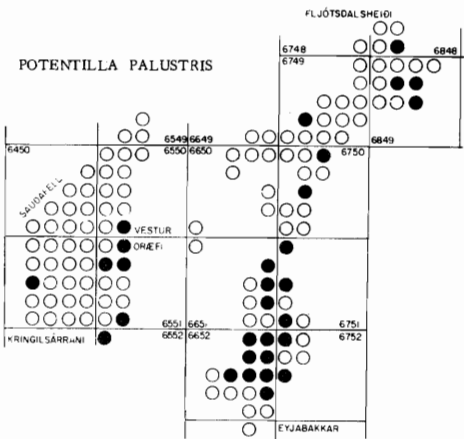 FLJÓTSDALSHEIÐI
POTENTILLA PALUSTRIS
6748 6848
6749
6549 6649 6849
6450 6550 6650 6750
SAUÐAFELL
VESTUR
ÖRÆFI
6551 6651 6751
KRINGILSÁRRANI 6552 6652 6752
EYJABAKKAR